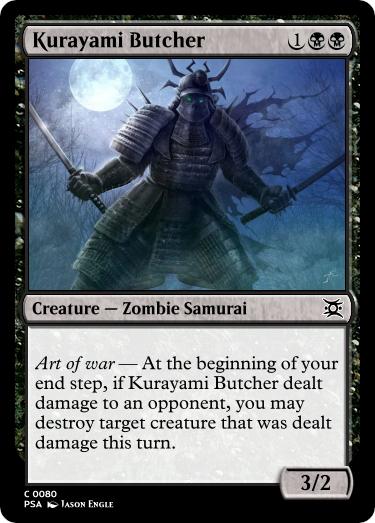 Kurayami Butcher 1
Creature — Zombie Samurai
Art of war — At the beginning of your
end step, if Kurayami Butcher dealt
damage to an opponent, you may
destroy target creature that was dealt
damage this turn.
3/2
C 0080
PSA Jason Engle